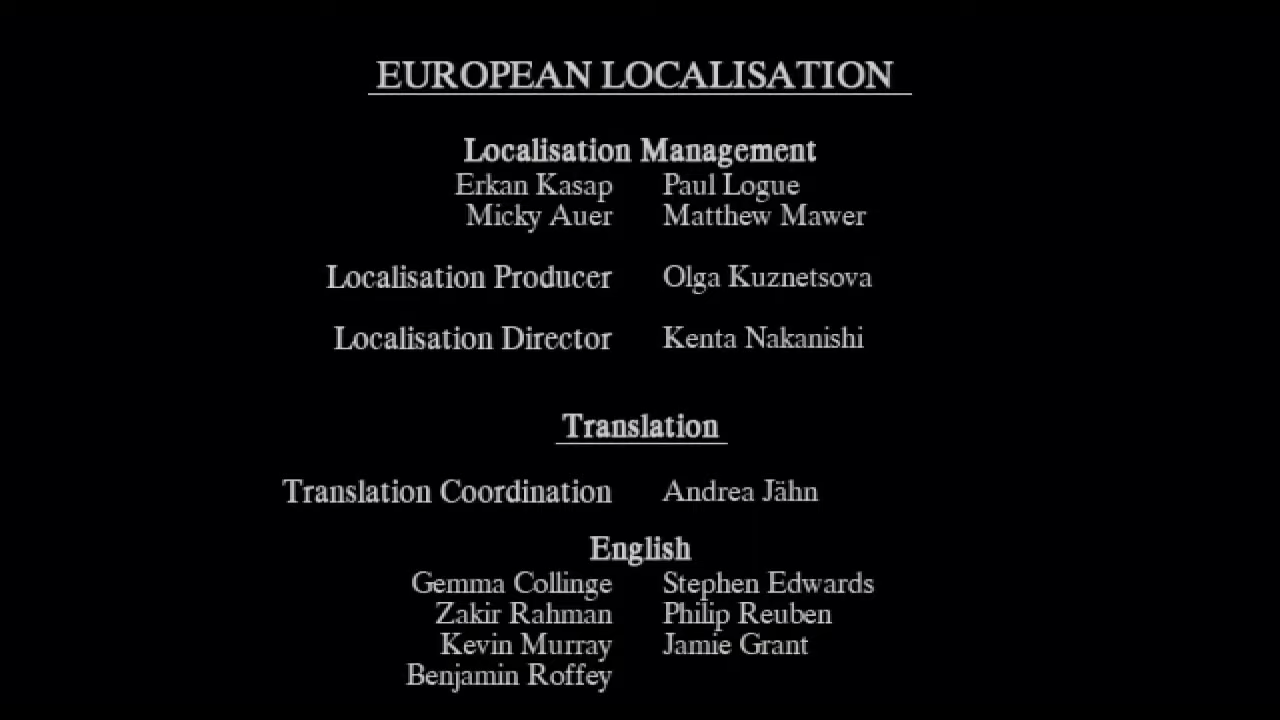 EUROPEAN LOCALISATION
Localisation Management
Erkan Kasap Paul Logue
Micky Auer Matthew Mawer
Localisation Producer Olga Kuznetsova
Localisation Director Kenta Nakanishi
Translation
Translation Coordination Andrea Jähn
English
Gemma Collinge Stephen Edwards
Zakir Rahman Philip Reuben
Kevin Murray Jamie Grant
Benjamin Roffey